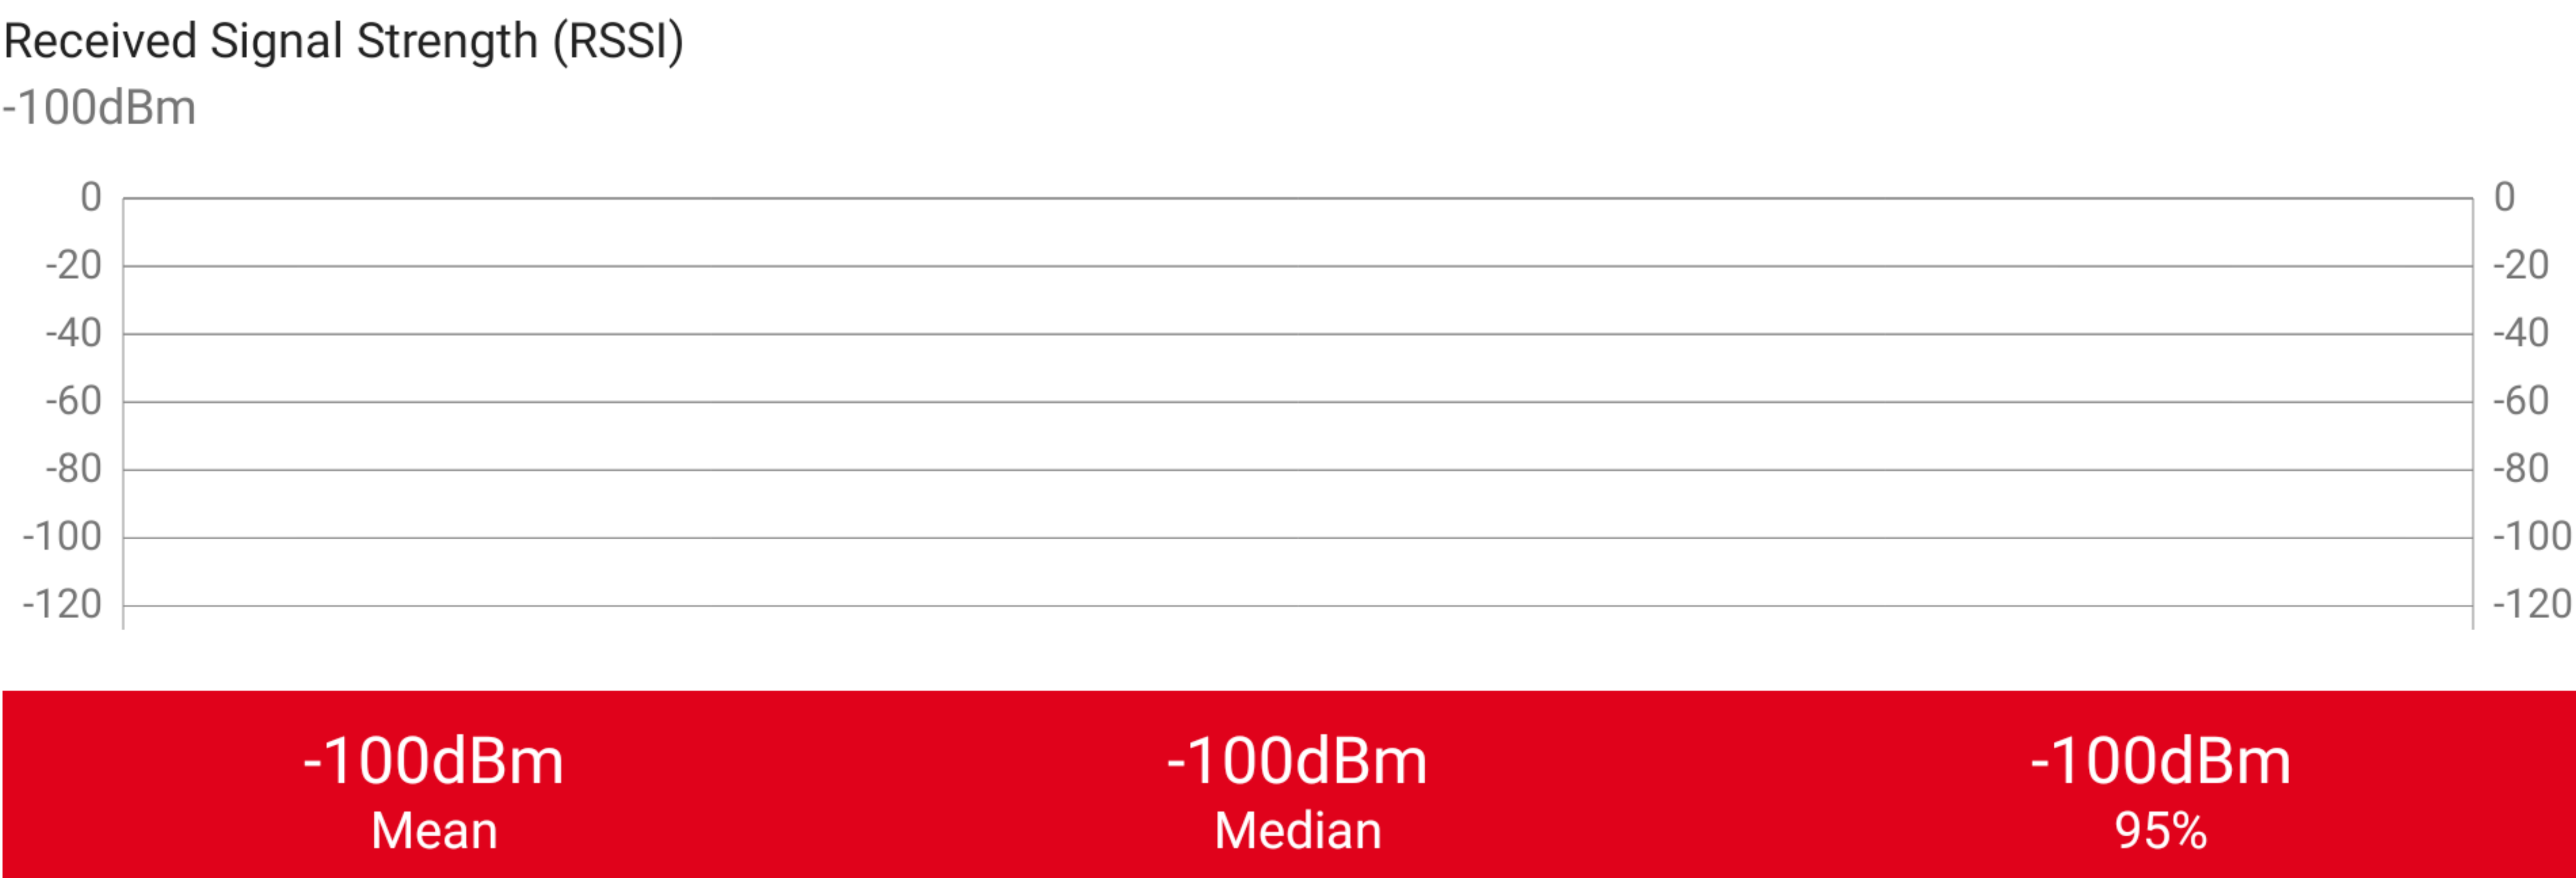 Received Signal Strength (RSSI)
-100dBm
0 0
-20 -20
-40 -40
-60 -60
-80 -80
-100 -100
-120 -120
-100dBm -100dBm -100dBm
Mean Median 95%